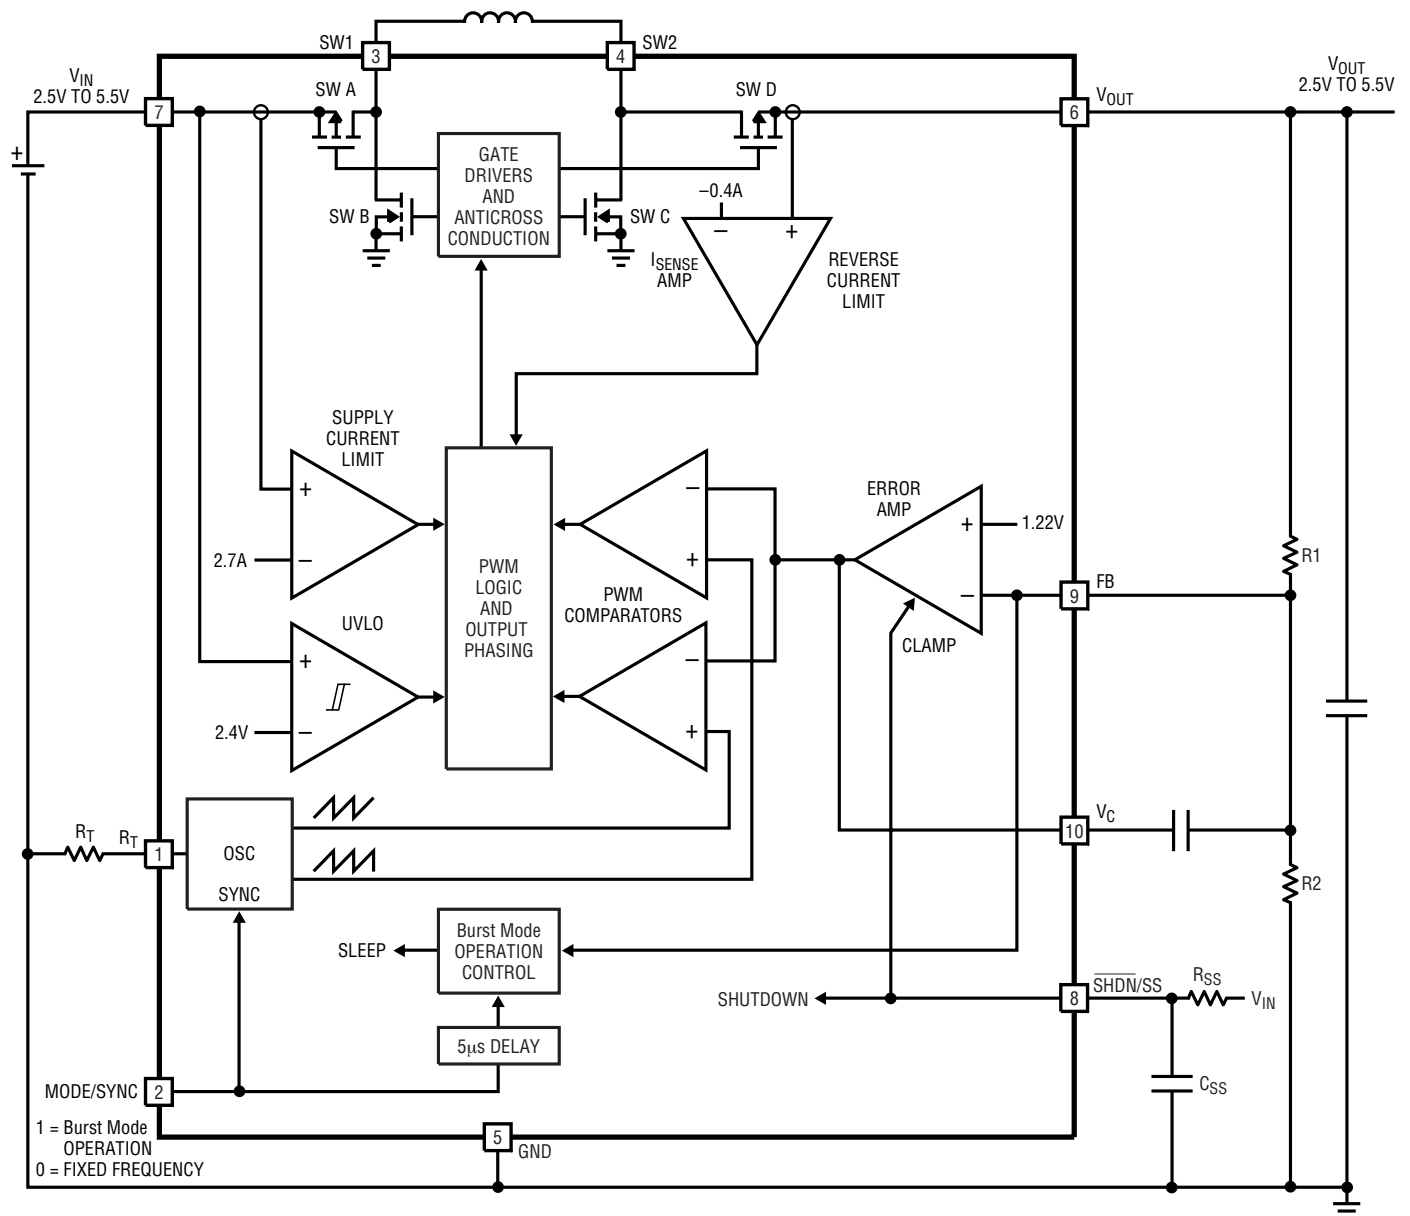 SW1
3
4
SW2
VIN
2.5V TO 5.5V
7
SW A
SW D
6
VOUT
VOUT
2.5V TO 5.5V
+
GATE
DRIVERS
AND
ANTICROSS
CONDUCTION
SW B
SW C
–0.4A
–
+
ISENSE
AMP
REVERSE
CURRENT
LIMIT
SUPPLY
CURRENT
LIMIT
+
2.7A
–
PWM
LOGIC
AND
OUTPUT
PHASING
–
+
PWM
COMPARATORS
ERROR
AMP
+
1.22V
–
CLAMP
9
FB
R1
UVLO
+
2.4V
–
–
+
RT
RT
1
OSC
SYNC
10
VC
R2
SLEEP
Burst Mode
OPERATION
CONTROL
SHUTDOWN
8
SHDN/SS
RSS
VIN
CSS
5µs DELAY
MODE/SYNC
2
1 = Burst Mode
OPERATION
0 = FIXED FREQUENCY
5
GND